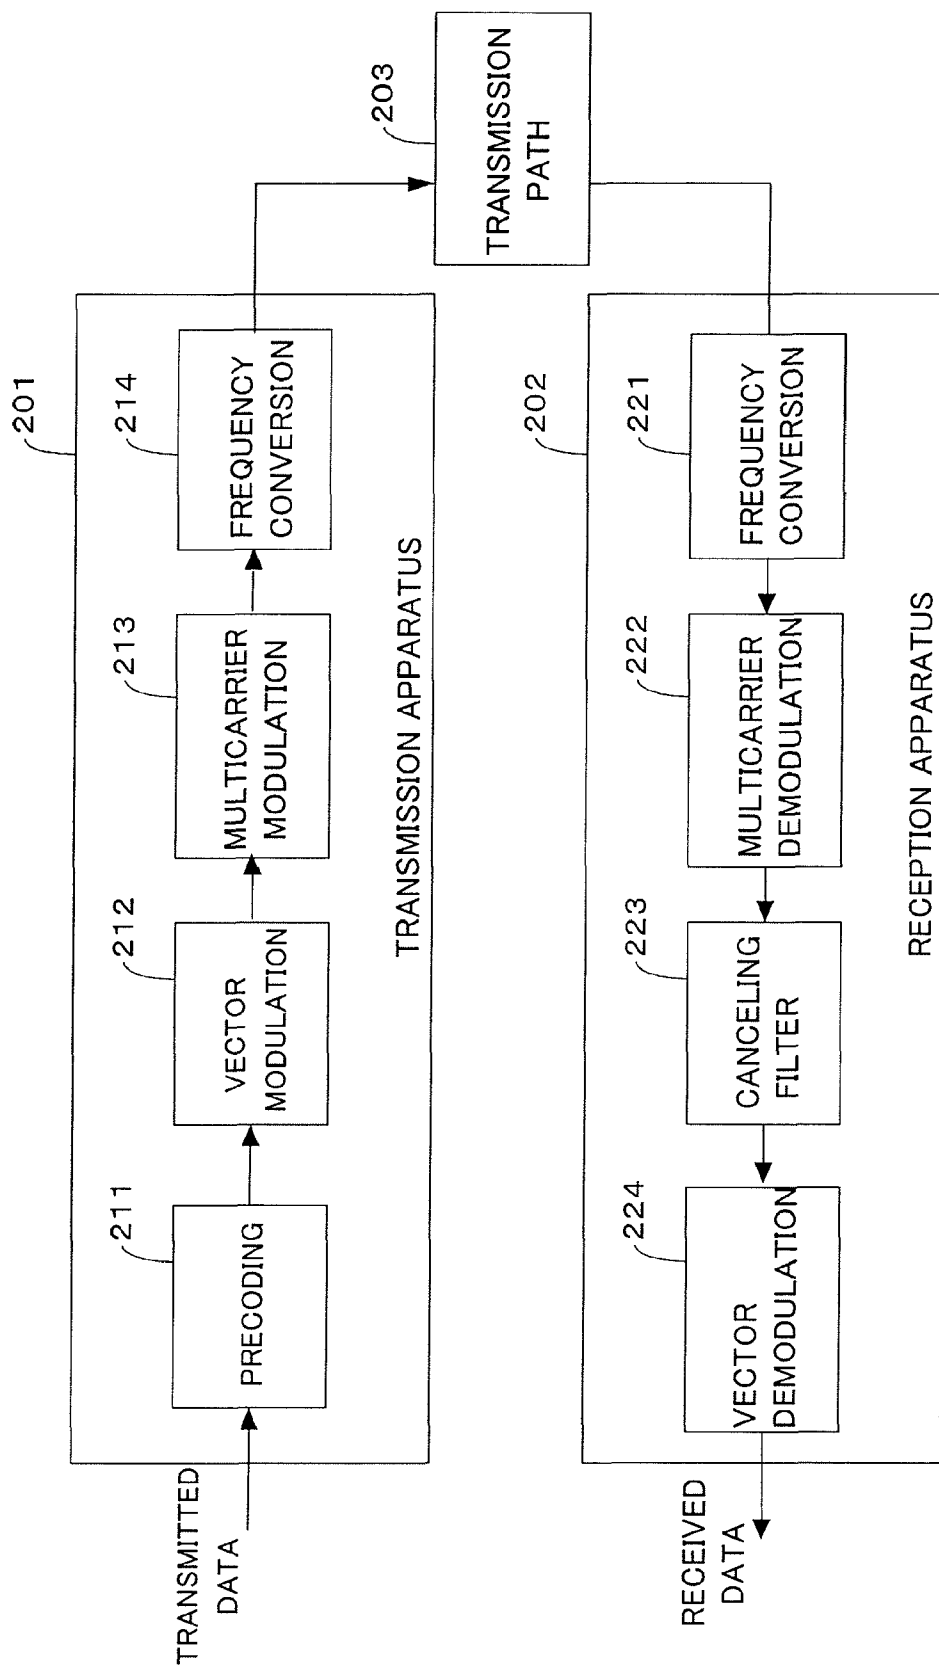 201
211
212
213
214
TRANSMITTED
DATA
PRECODING
VECTOR
MODULATION
MULTICARRIER
MODULATION
FREQUENCY
CONVERSION
TRANSMISSION APPARATUS
203
TRANSMISSION
PATH
202
224
223
222
221
RECEIVED
DATA
VECTOR
DEMODULATION
CANCELING
FILTER
MULTICARRIER
DEMODULATION
FREQUENCY
CONVERSION
RECEPTION APPARATUS